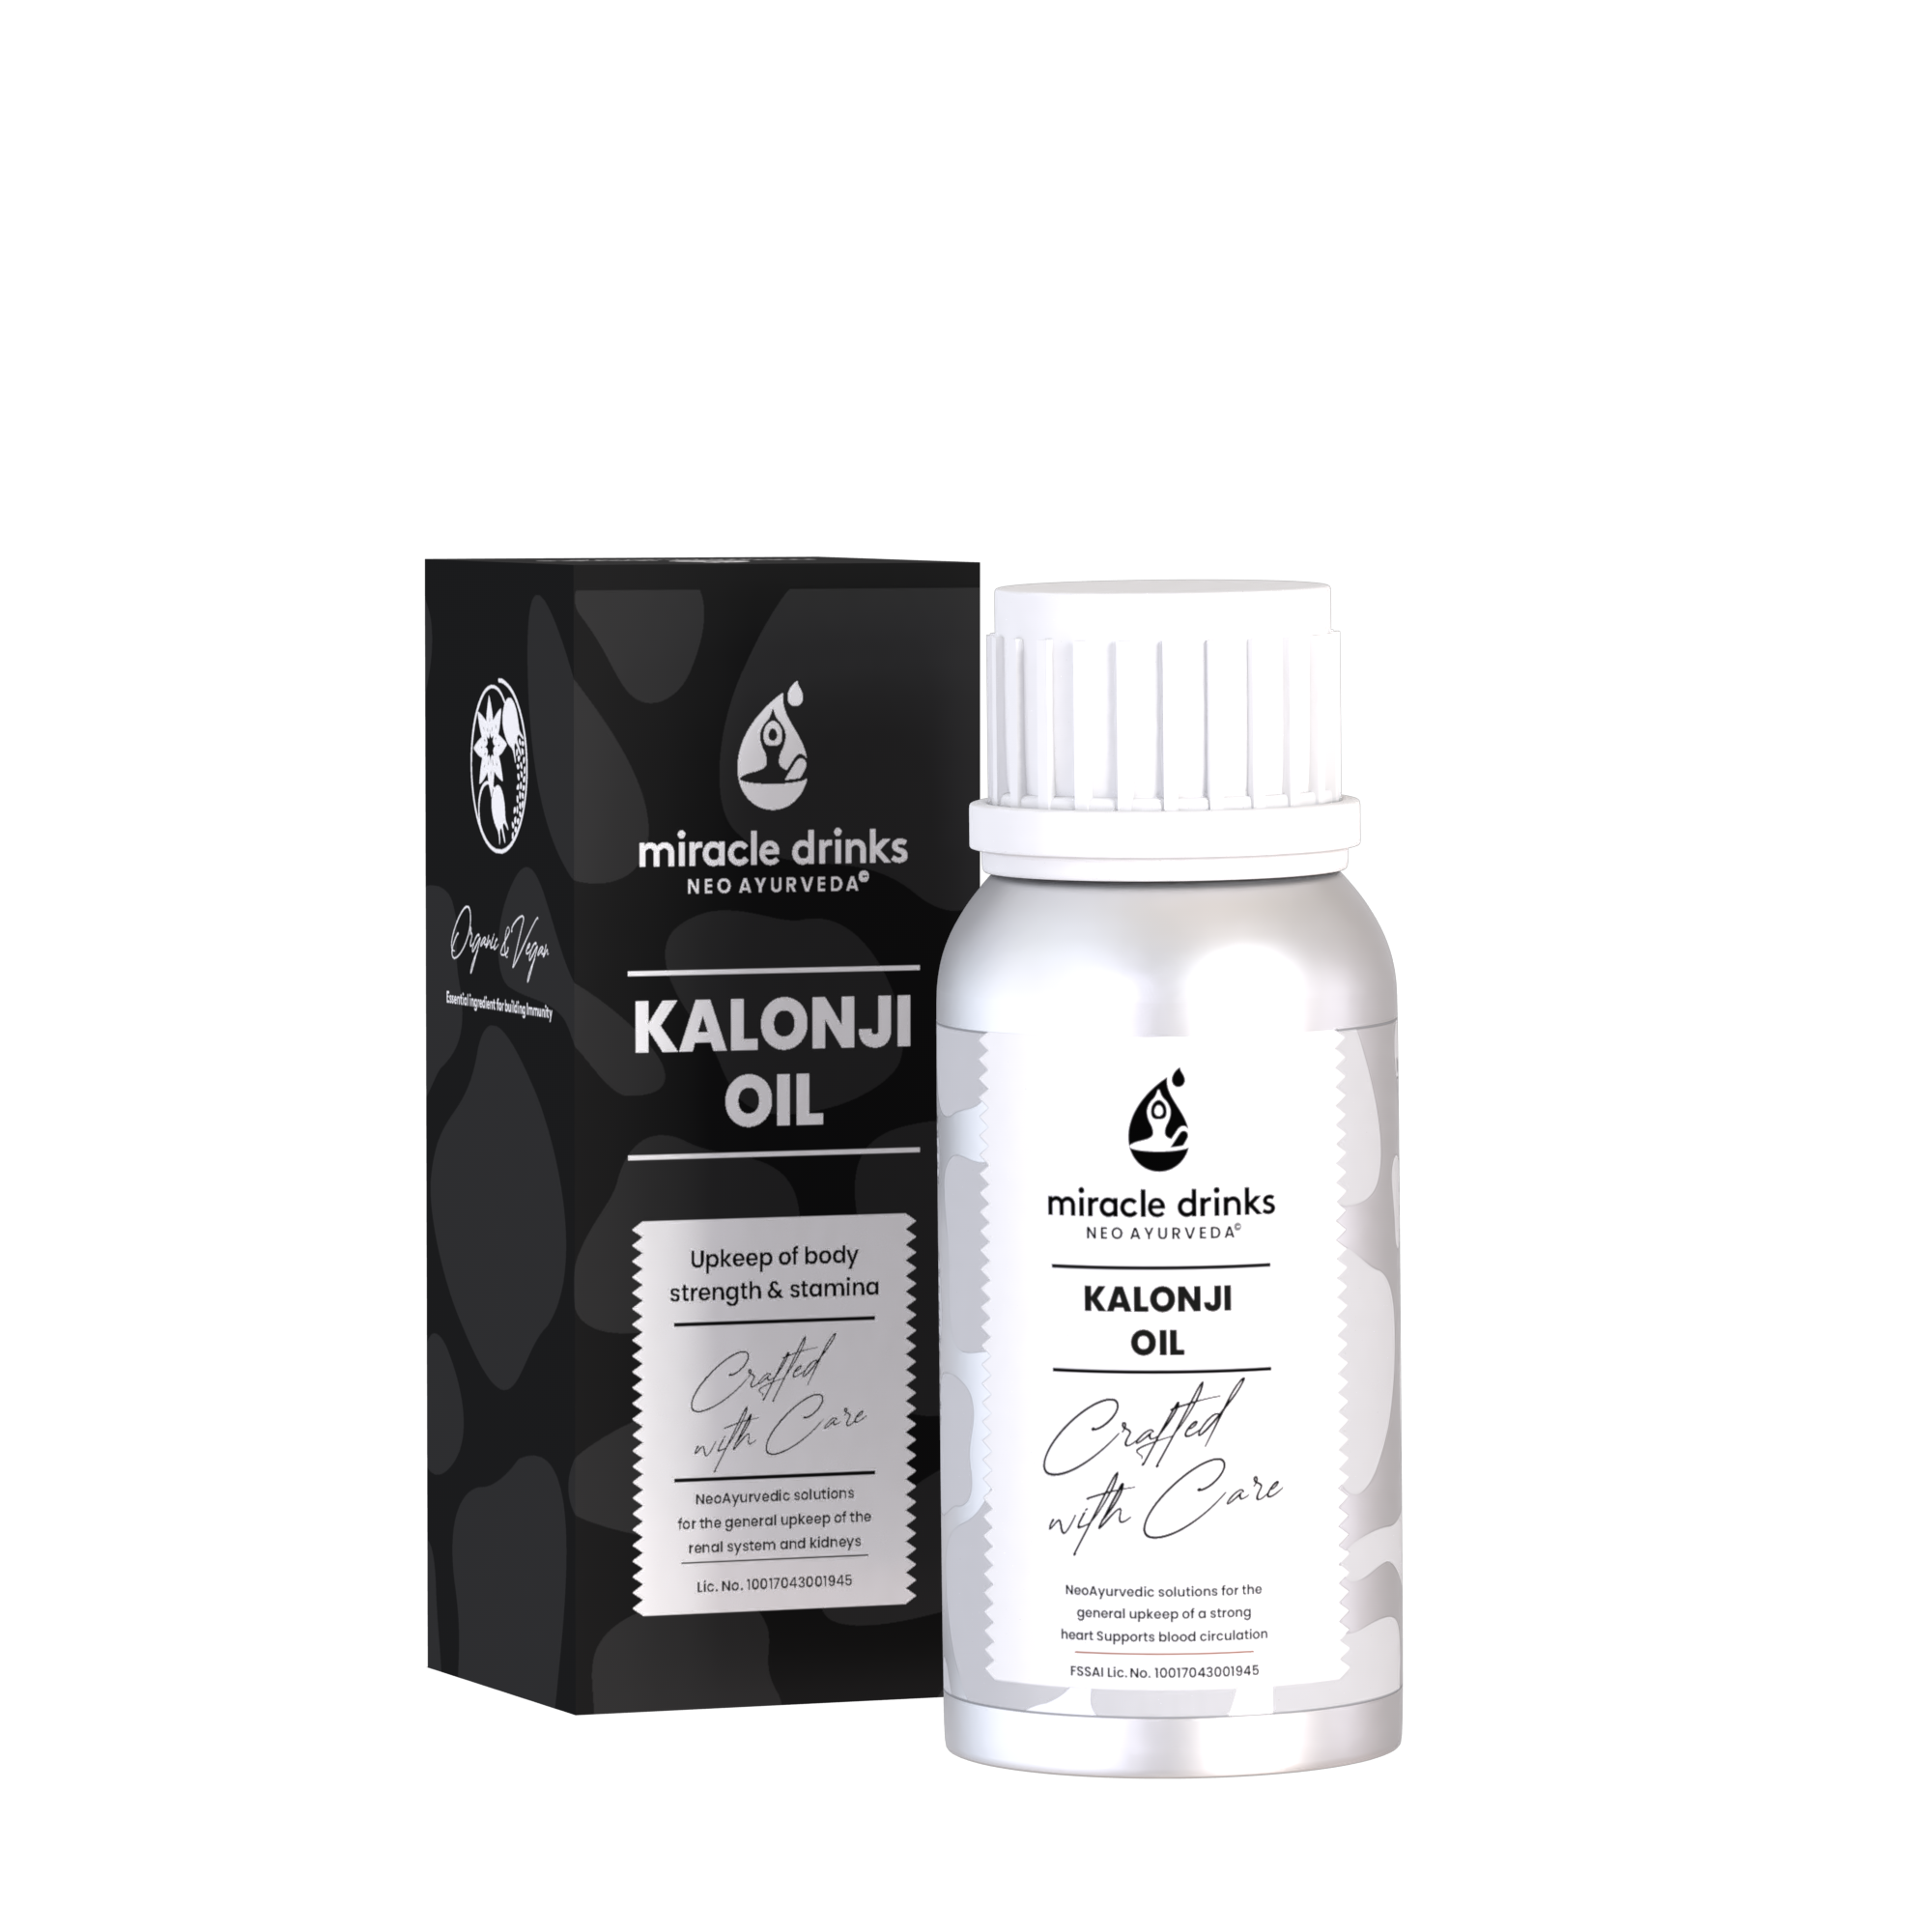 Organic & Vegan
Essential ingredient for building Immunity
miracle drinks
NEO AYURVEDA©
KALONJI
OIL
Upkeep of body
strength & stamina
Crafted
with Care
NeoAyurvedic solutions
for the general upkeep of the
renal system and kidneys
Lic. No. 10017043001945
miracle drinks
NEO AYURVEDA©
KALONJI
OIL
Crafted
with Care
NeoAyurvedic solutions for the
general upkeep of a strong
heart Supports blood circulation
FSSAI Lic. No. 10017043001945